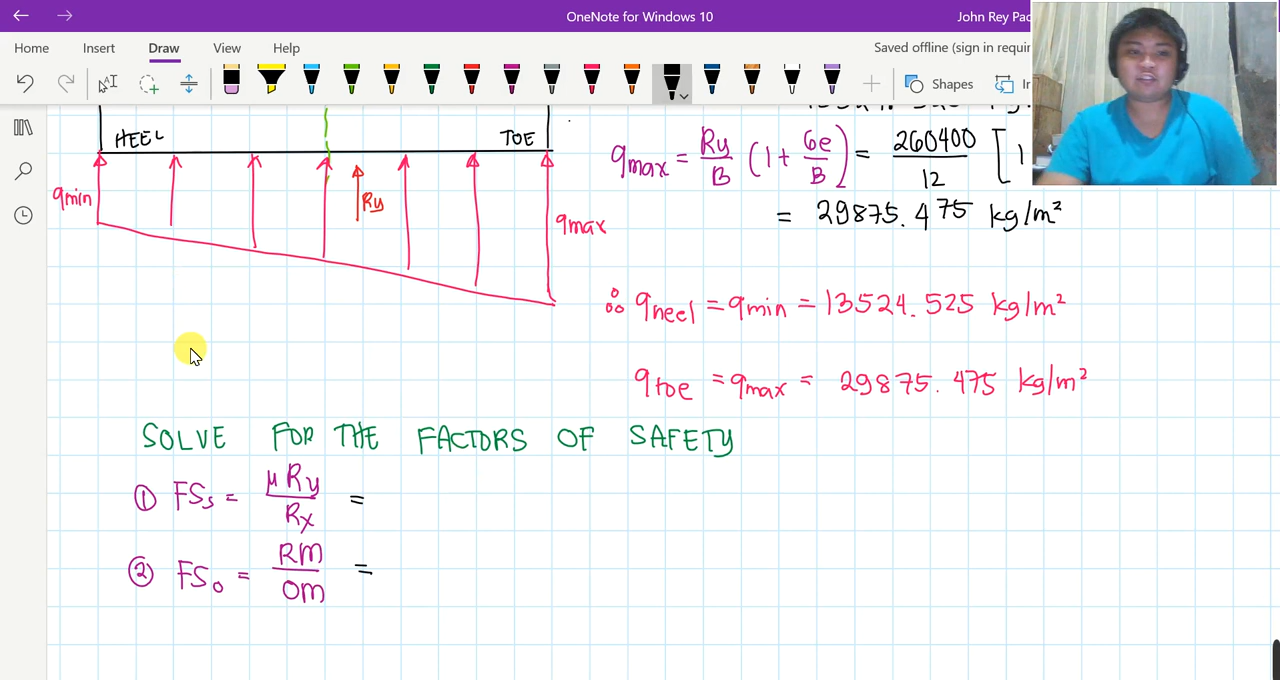 OneNote for Windows 10
John Rey
Home Insert Draw View Help
Saved offline (sign in
Shapes
HEEL TOE
qmin
Ry
qmax
qmax = Ry/B (1 + 6e/B) = 260400/12 [1
= 29875.475 kg/m²
∴ qheel = qmin = 13524.525 kg/m²
qtoe = qmax = 29875.475 kg/m²
SOLVE FOR THE FACTORS OF SAFETY
① FSs = μRy/Rx =
② FSo = RM/OM =